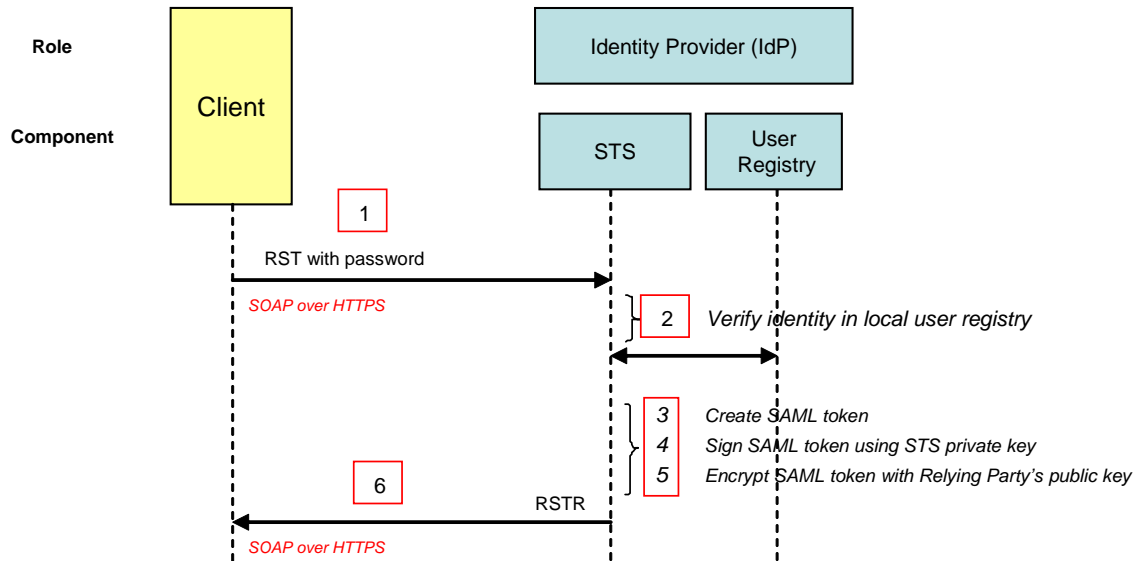 Role
Client
Identity Provider (IdP)
Component
STS
User
Registry
1
RST with password
SOAP over HTTPS
2
Verify identity in local user registry
3
Create SAML token
4
Sign SAML token using STS private key
5
Encrypt SAML token with Relying Party's public key
6
RSTR
SOAP over HTTPS